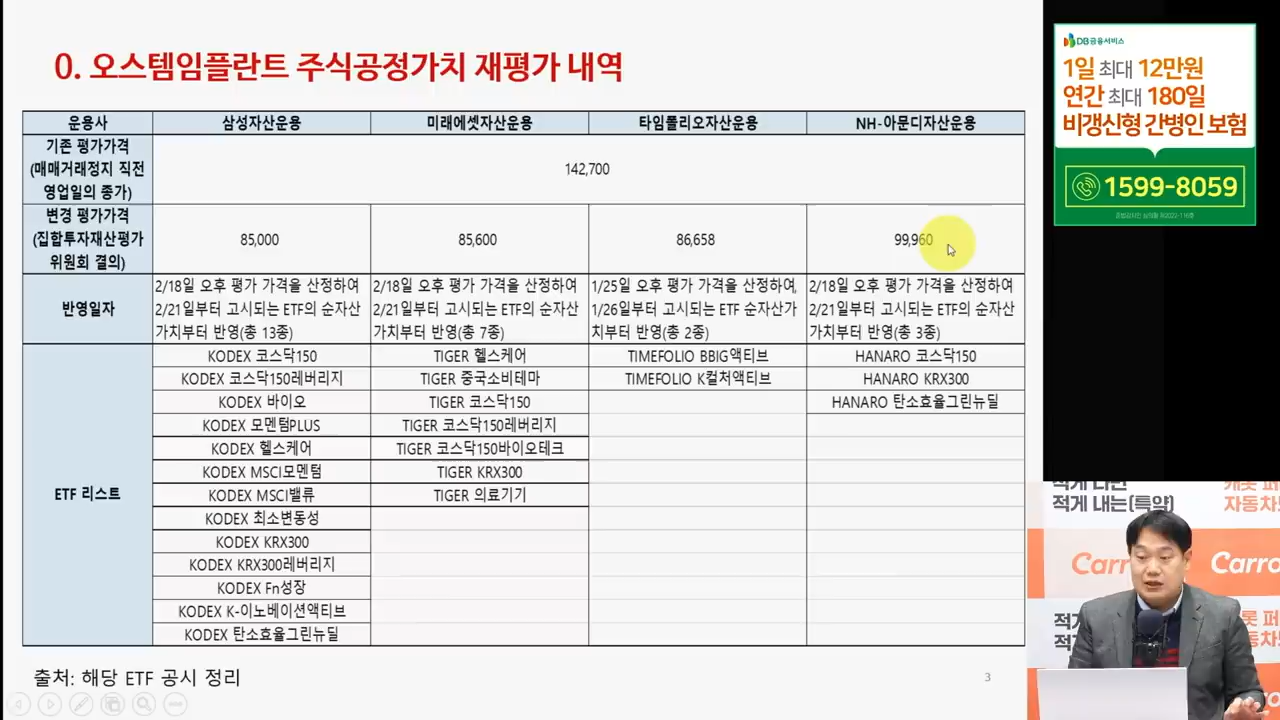 0. 오스템임플란트 주식공정가치 재평가 내역
운용사 삼성자산운용 미래에셋자산운용 타임폴리오자산운용 NH-아문디자산운용
기존 평가가격
(매매거래정지 직전
영업일의 종가)
142,700
변경 평가가격
(집합투자재산평가
위원회 결의)
85,000 85,600 86,658 99,960
반영일자
2/18일 오후 평가 가격을 산정하여
2/21일부터 고시되는 ETF의 순자산
가치부터 반영(총 13종)
2/18일 오후 평가 가격을 산정하여
2/21일부터 고시되는 ETF의 순자산
가치부터 반영(총 7종)
1/25일 오후 평가 가격을 산정하여,
1/26일부터 고시되는 ETF 순자산가
치부터 반영(총 2종)
2/18일 오후 평가 가격을 산정하여
2/21일부터 고시되는 ETF의 순자산
가치부터 반영(총 3종)
ETF 리스트
KODEX 코스닥150 TIGER 헬스케어 TIMEFOLIO BBIG액티브 HANARO 코스닥150
KODEX 코스닥150레버리지 TIGER 중국소비테마 TIMEFOLIO K컬처액티브 HANARO KRX300
KODEX 바이오 TIGER 코스닥150 HANARO 탄소효율그린뉴딜
KODEX 모멘텀PLUS TIGER 코스닥150레버리지
KODEX 헬스케어 TIGER 코스닥150바이오테크
KODEX MSCI모멘텀 TIGER KRX300
KODEX MSCI밸류 TIGER 의료기기
KODEX 최소변동성
KODEX KRX300
KODEX KRX300레버리지
KODEX Fn성장
KODEX K-이노베이션액티브
KODEX 탄소효율그린뉴딜
출처: 해당 ETF 공시 정리
3
DB금융서비스
1일 최대 12만원
연간 최대 180일
비갱신형 간병인 보험
1599-8059
적게 내는(특약)
자동차보
Carr
Carro